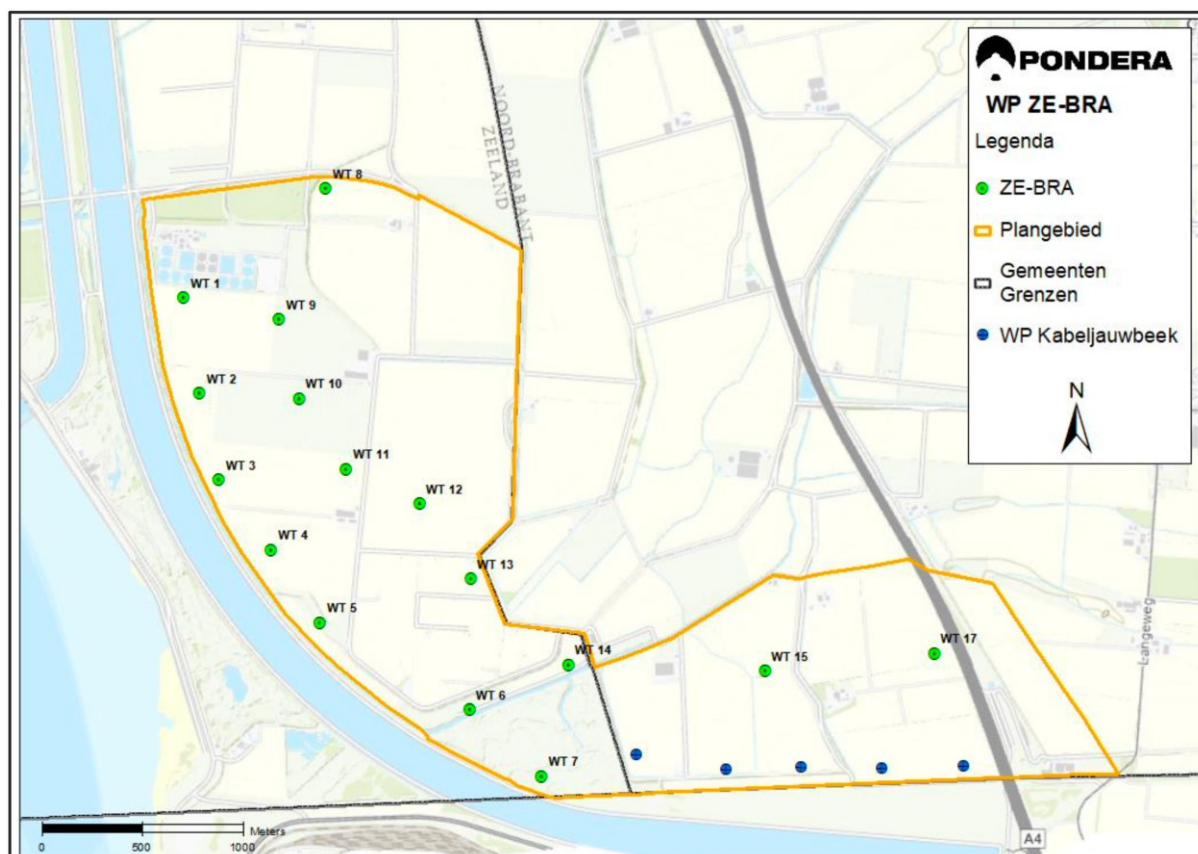 PONDERA
WP ZE-BRA
Legenda
ZE-BRA
Plangebied
Gemeenten
Grenzen
WP Kabeljauwbeek
N
NOORD-BRABANT
ZEELAND
WT 8
WT 1
WT 9
WT 2
WT 10
WT 3
WT 11
WT 12
WT 4
WT 13
WT 5
WT 14
WT 15
WT 17
WT 6
WT 7
Langeweg
A4
0 500 1000 Meters